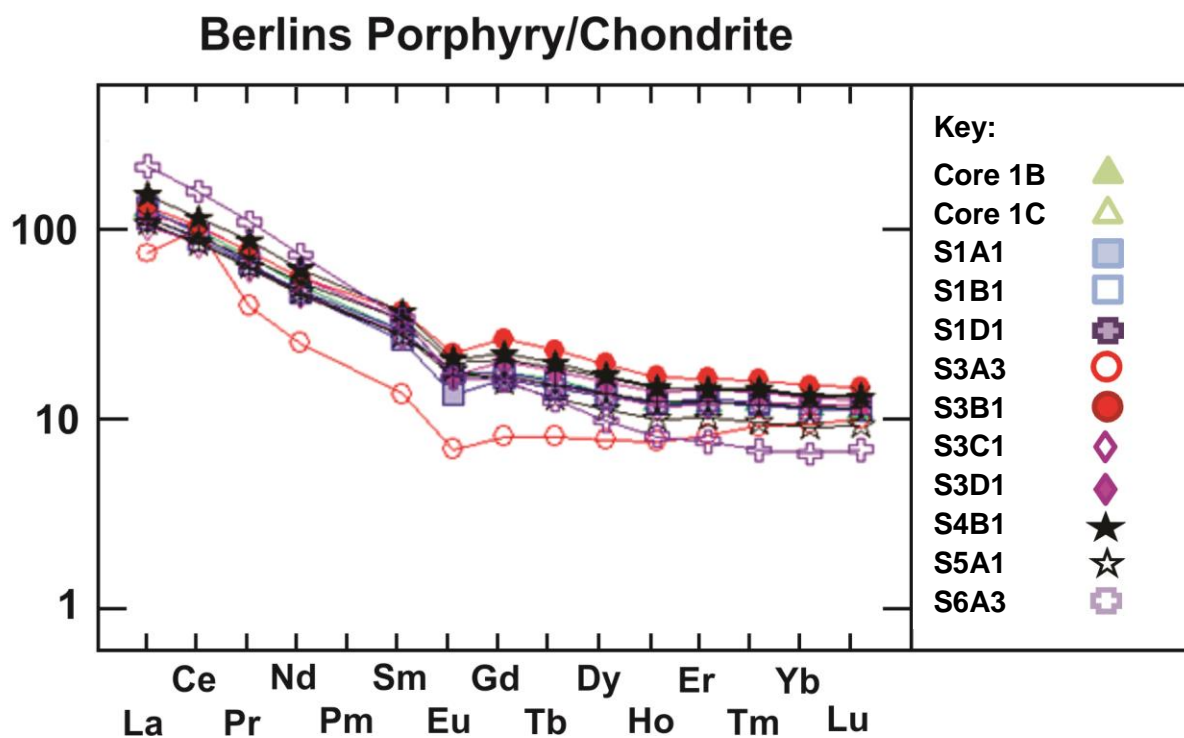 Berlins Porphyry/Chondrite
100
10
1
Ce Nd Sm Gd Dy Er Yb
La Pr Pm Eu Tb Ho Tm Lu
Key:
Core 1B
Core 1C
S1A1
S1B1
S1D1
S3A3
S3B1
S3C1
S3D1
S4B1
S5A1
S6A3